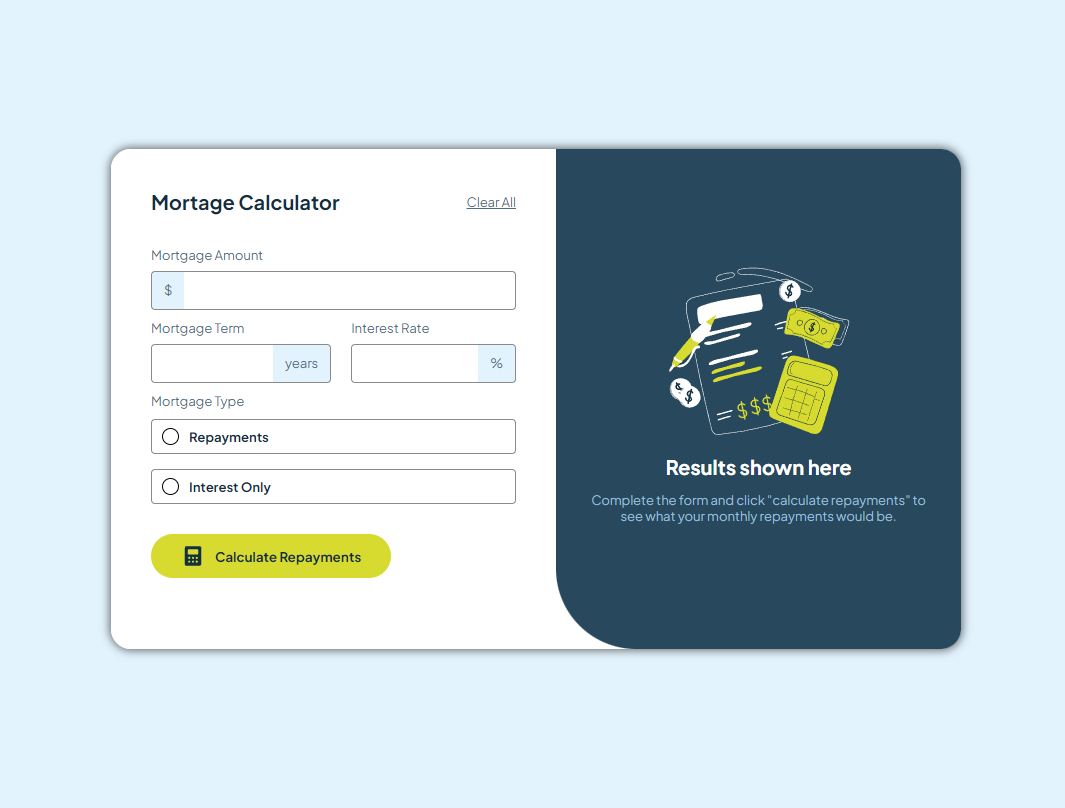 Mortage Calculator
Clear All
Mortgage Amount
$
Mortgage Term
Interest Rate
years
%
Mortgage Type
Repayments
Interest Only
Calculate Repayments
$
$
$
$
$$$
Results shown here
Complete the form and click "calculate repayments" to
see what your monthly repayments would be.